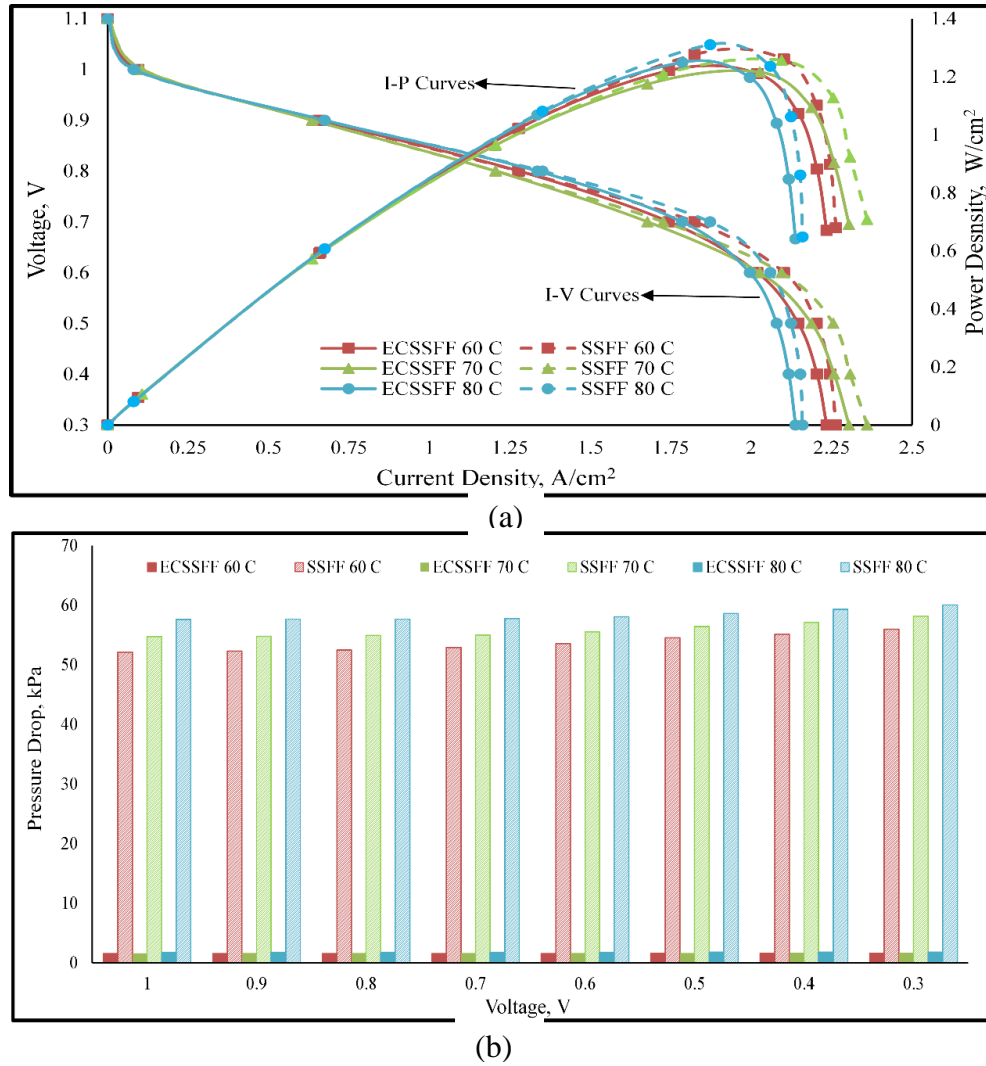 (a)
1.1
1
0.9
0.8
0.7
0.6
0.5
0.4
0.3
Voltage, V
1.4
1.2
1
0.8
0.6
0.4
0.2
0
Power Desnity, W/cm²
I-P Curves
I-V Curves
ECSSFF 60 C SSFF 60 C
ECSSFF 70 C SSFF 70 C
ECSSFF 80 C SSFF 80 C
0 0.25 0.5 0.75 1 1.25 1.5 1.75 2 2.25 2.5
Current Density, A/cm²
(a)
70
60
50
40
30
20
10
0
Pressure Drop, kPa
ECSSFF 60 C SSFF 60 C ECSSFF 70 C SSFF 70 C ECSSFF 80 C SSFF 80 C
1 0.9 0.8 0.7 0.6 0.5 0.4 0.3
Voltage, V
(b)